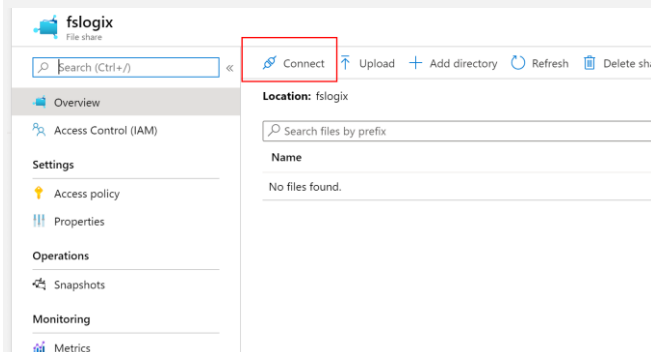 fslogix
File share
Search (Ctrl+/)
«
Connect
Upload
Add directory
Refresh
Delete sha
Overview
Location: fslogix
Access Control (IAM)
Search files by prefix
Settings
Name
Access policy
No files found.
Properties
Operations
Snapshots
Monitoring
Metrics